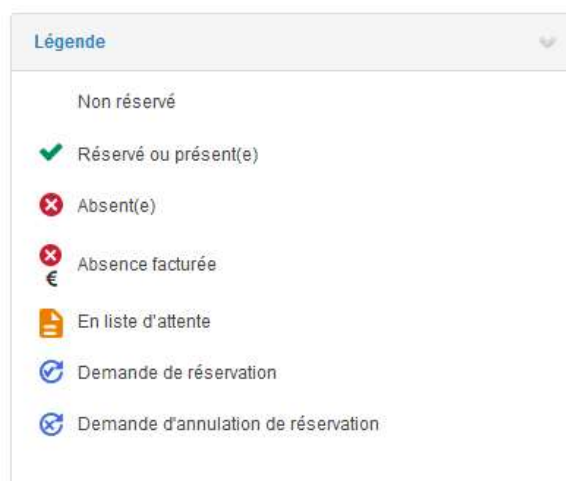 Légende
Non réservé
Réservé ou présent(e)
Absent(e)
€ Absence facturée
En liste d'attente
Demande de réservation
Demande d'annulation de réservation